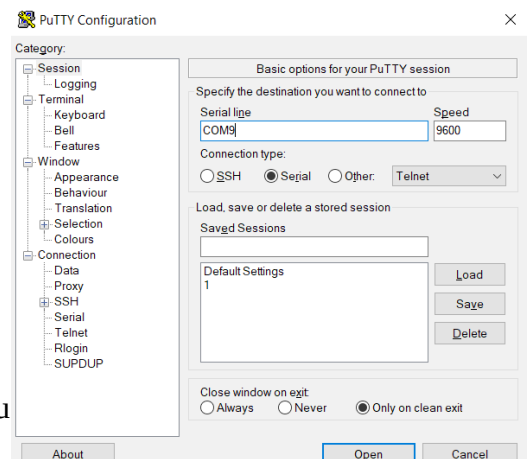 PuTTY Configuration
Category:
Session
Logging
Terminal
Keyboard
Bell
Features
Window
Appearance
Behaviour
Translation
Selection
Colours
Connection
Data
Proxy
SSH
Serial
Telnet
Rlogin
SUPDUP
Basic options for your PuTTY session
Specify the destination you want to connect to
Serial line Speed
COM9 9600
Connection type:
SSH Serial Other: Telnet
Load, save or delete a stored session
Saved Sessions
Default Settings
1
Load
Save
Delete
Close window on exit:
Always Never Only on clean exit
About Open Cancel